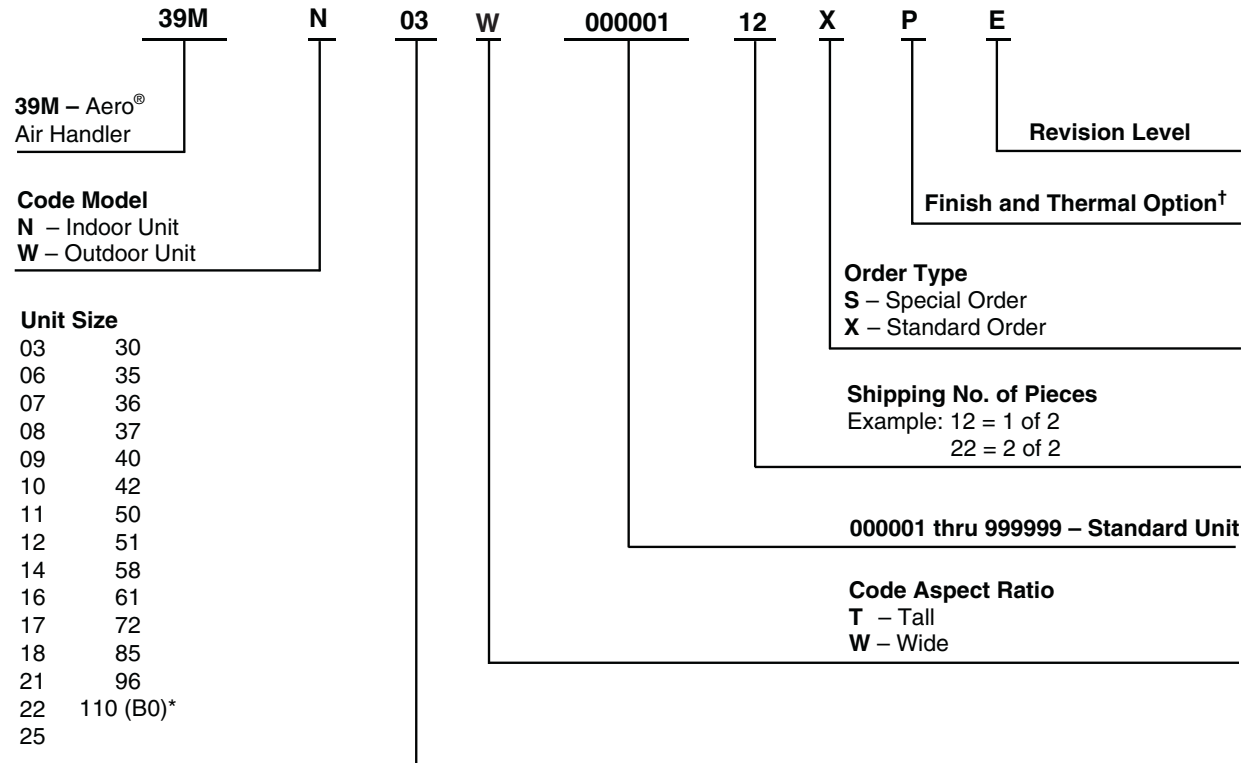 39M N 03 W 000001 12 X P E
39M – Aero®
Air Handler
Code Model
N – Indoor Unit
W – Outdoor Unit
Unit Size
03 30
06 35
07 36
08 37
09 40
10 42
11 50
12 51
14 58
16 61
17 72
18 85
21 96
22 110 (B0)*
25
Revision Level
Finish and Thermal Option†
Order Type
S – Special Order
X – Standard Order
Shipping No. of Pieces
Example: 12 = 1 of 2
22 = 2 of 2
000001 thru 999999 – Standard Unit
Code Aspect Ratio
T – Tall
W – Wide